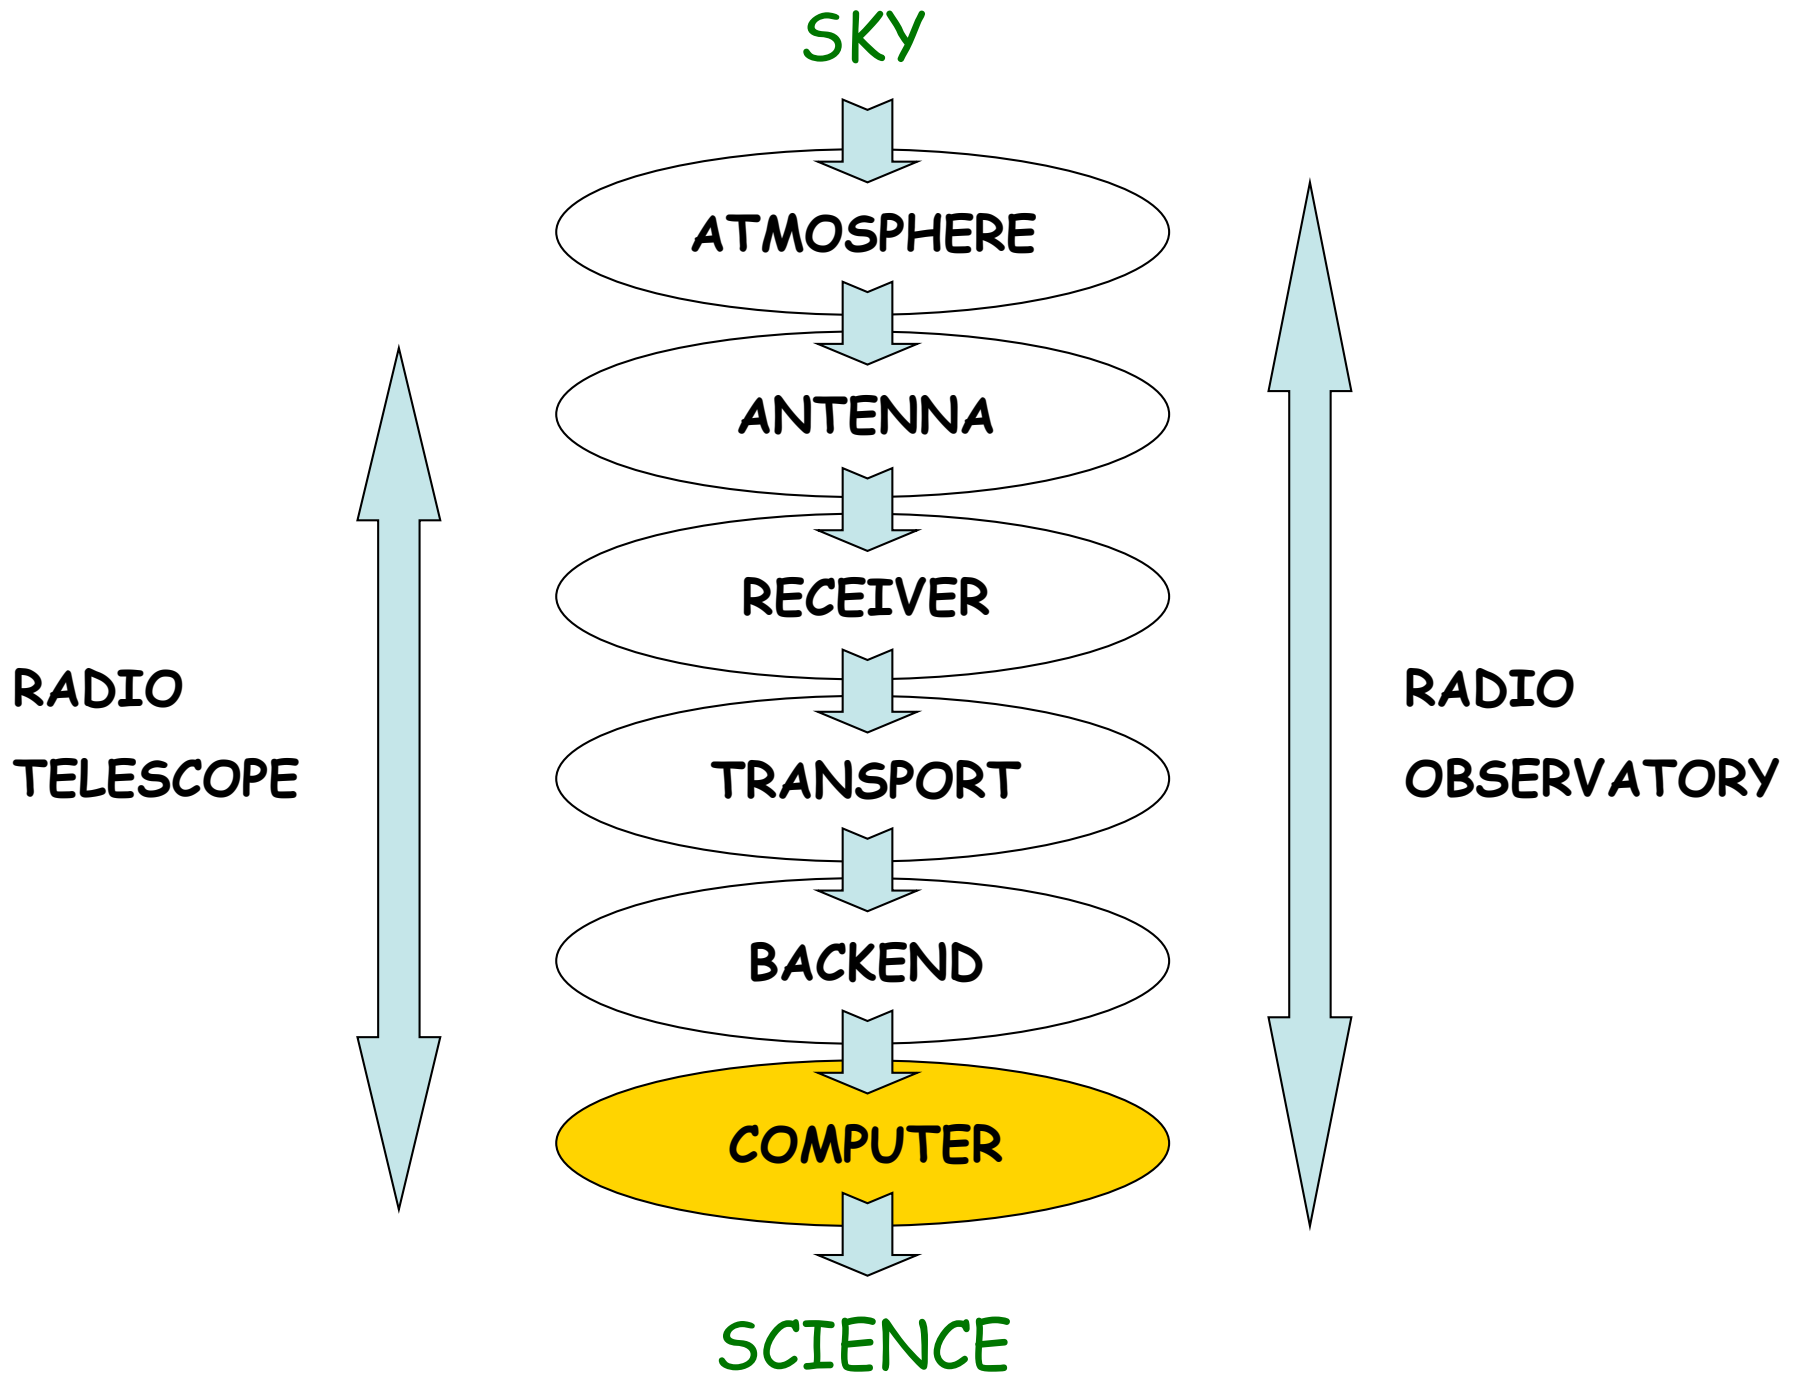 SKY
ATMOSPHERE
ANTENNA
RECEIVER
RADIO
TELESCOPE
RADIO
OBSERVATORY
TRANSPORT
BACKEND
COMPUTER
SCIENCE